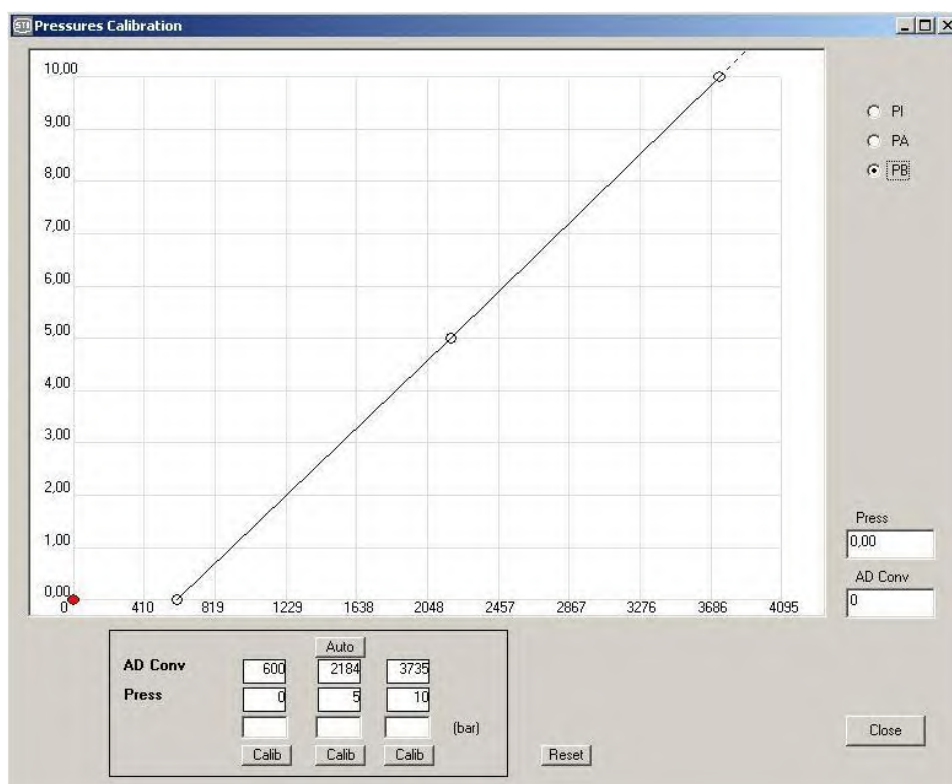 STI Pressures Calibration
10,00
9,00
8,00
7,00
6,00
5,00
4,00
3,00
2,00
1,00
0,00
0 410 819 1229 1638 2048 2457 2867 3276 3686 4095
PI
PA
PB
Press
0,00
AD Conv
0
Auto
AD Conv 600 2184 3735
Press 0 5 10
(bar)
Calib Calib Calib
Reset
Close